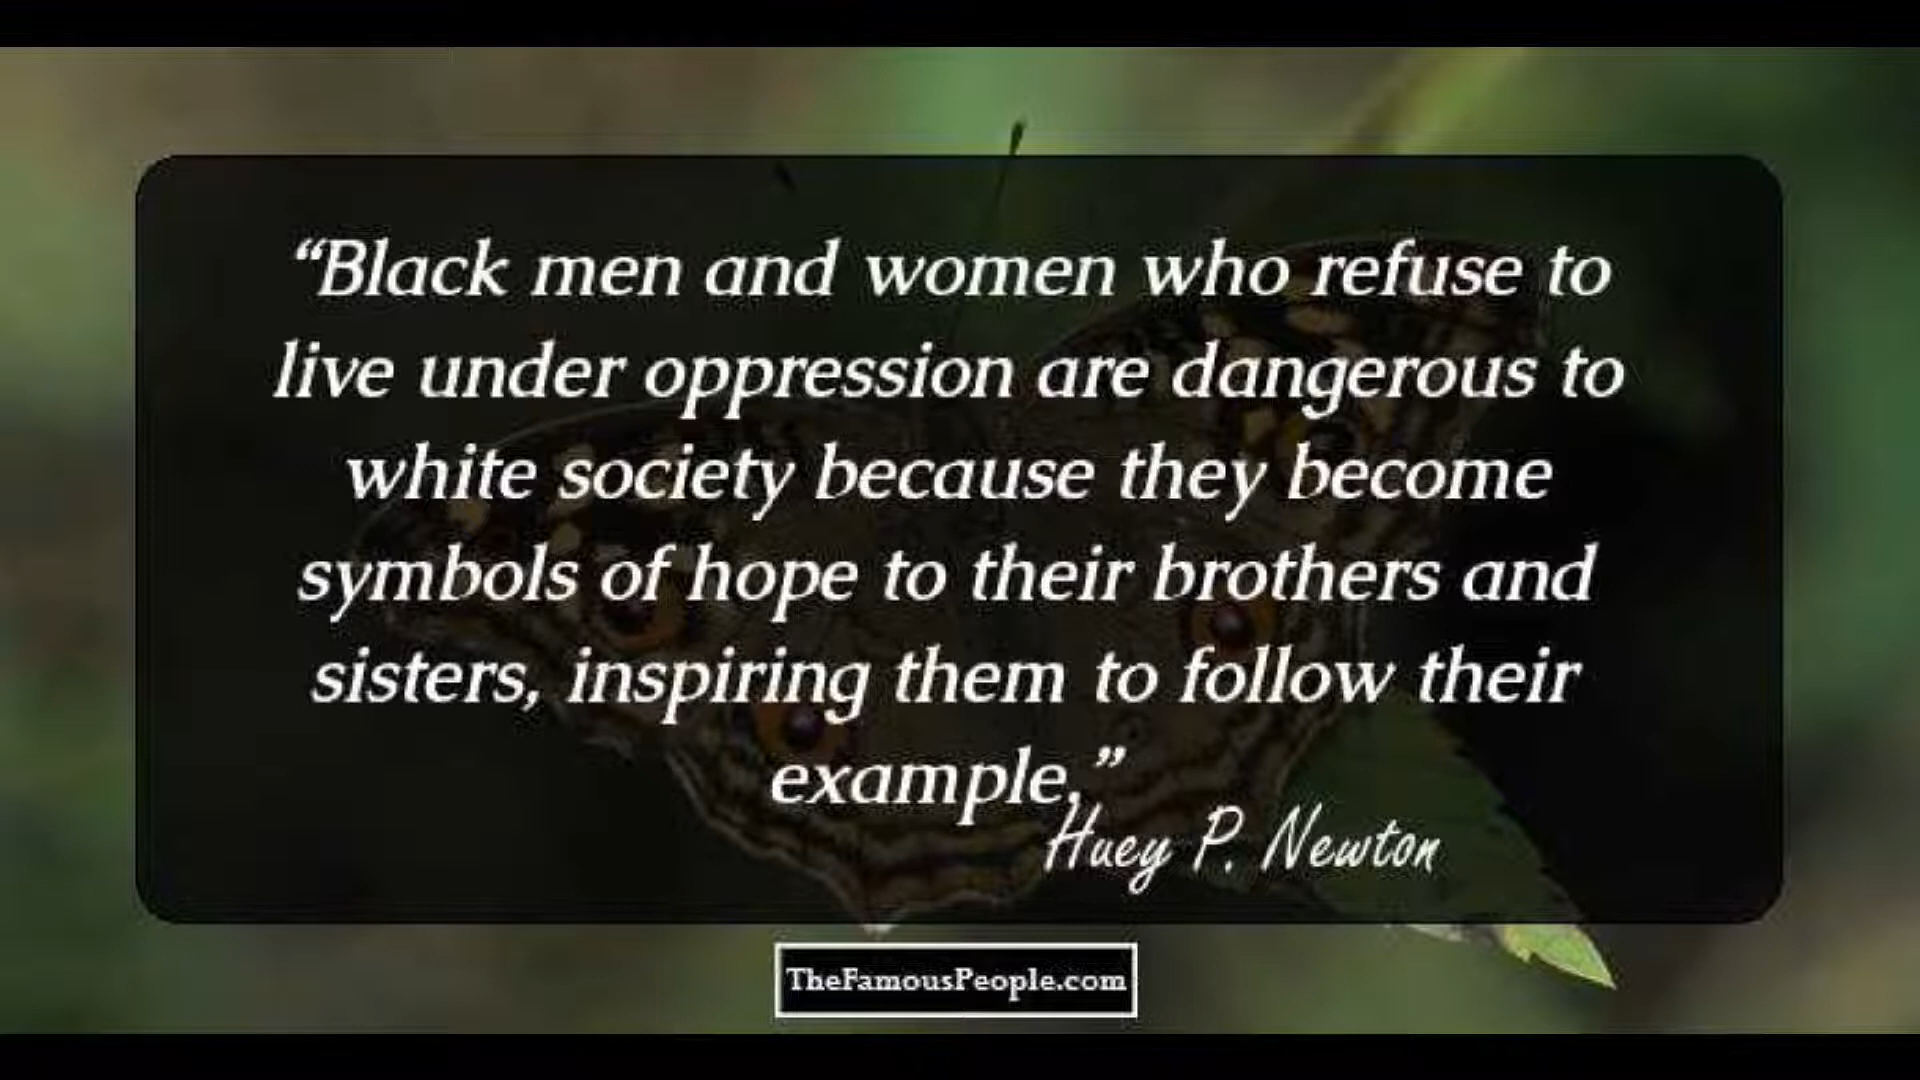 “Black men and women who refuse to
live under oppression are dangerous to
white society because they become
symbols of hope to their brothers and
sisters, inspiring them to follow their
example.”
Huey P. Newton
TheFamousPeople.com